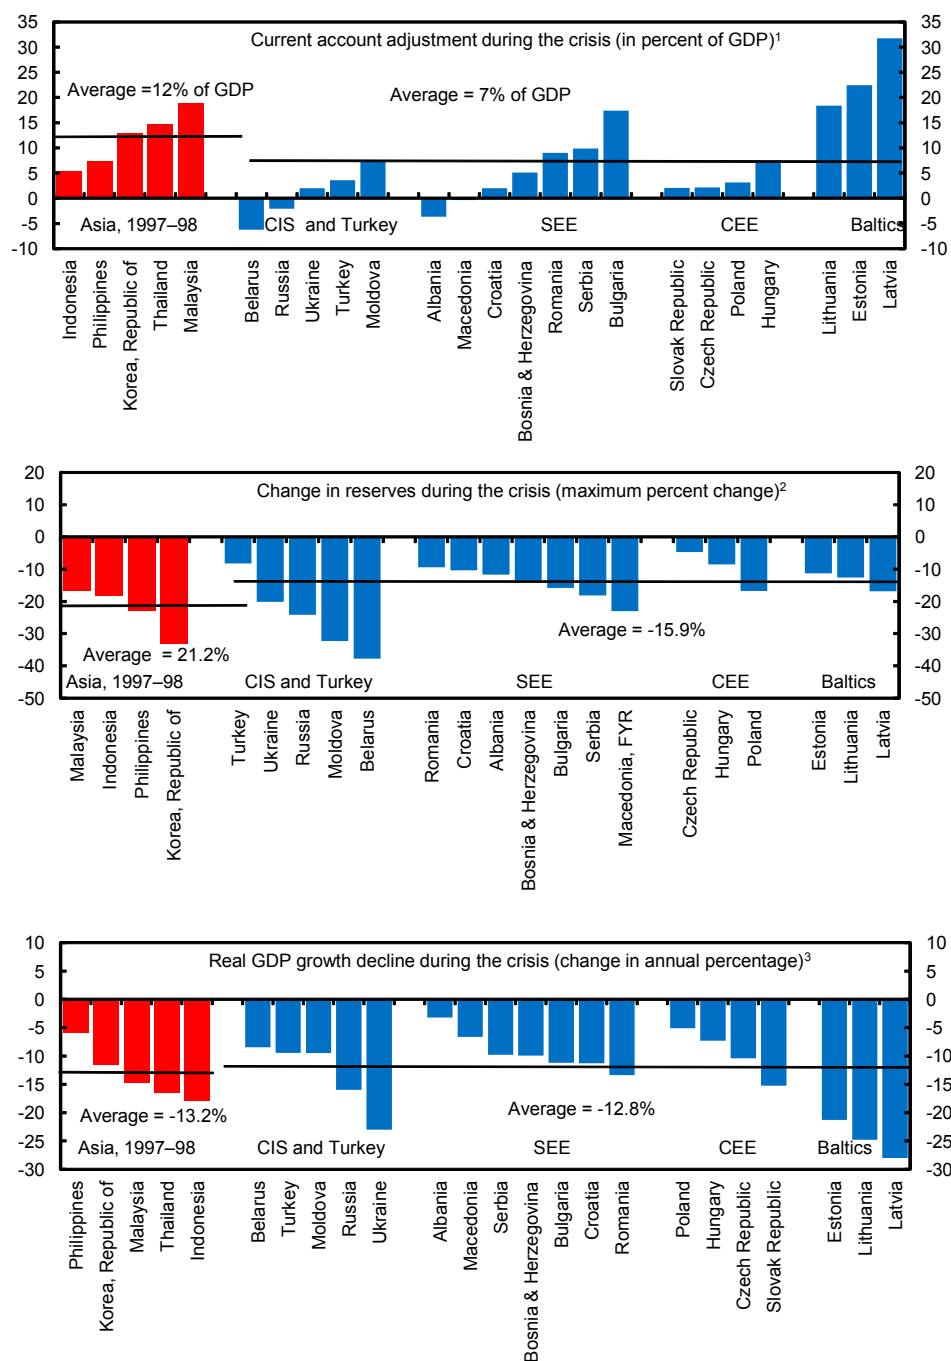 Current account adjustment during the crisis (in percent of GDP)¹
35 30 25 20 15 10 5 0 -5 -10
35 30 25 20 15 10 5 0 -5 -10
Average =12% of GDP
Average = 7% of GDP
Asia, 1997–98 CIS and Turkey SEE CEE Baltics
Indonesia
Philippines
Korea, Republic of
Thailand
Malaysia
Belarus
Russia
Ukraine
Turkey
Moldova
Albania
Macedonia
Croatia
Bosnia & Herzegovina
Romania
Serbia
Bulgaria
Slovak Republic
Czech Republic
Poland
Hungary
Lithuania
Estonia
Latvia
Change in reserves during the crisis (maximum percent change)²
20 10 0 -10 -20 -30 -40 -50
20 10 0 -10 -20 -30 -40 -50
Average = -15.9%
Average = 21.2%
Asia, 1997–98 CIS and Turkey SEE CEE Baltics
Malaysia
Indonesia
Philippines
Korea, Republic of
Turkey
Ukraine
Russia
Moldova
Belarus
Romania
Croatia
Albania
Bosnia & Herzegovina
Bulgaria
Serbia
Macedonia, FYR
Czech Republic
Hungary
Poland
Estonia
Lithuania
Latvia
Real GDP growth decline during the crisis (change in annual percentage)³
10 5 0 -5 -10 -15 -20 -25 -30
10 5 0 -5 -10 -15 -20 -25 -30
Average = -13.2%
Average = -12.8%
Asia, 1997–98 CIS and Turkey SEE CEE Baltics
Philippines
Korea, Republic of
Malaysia
Thailand
Indonesia
Belarus
Turkey
Moldova
Russia
Ukraine
Albania
Macedonia
Serbia
Bosnia & Herzegovina
Bulgaria
Croatia
Romania
Poland
Hungary
Czech Republic
Slovak Republic
Estonia
Lithuania
Latvia